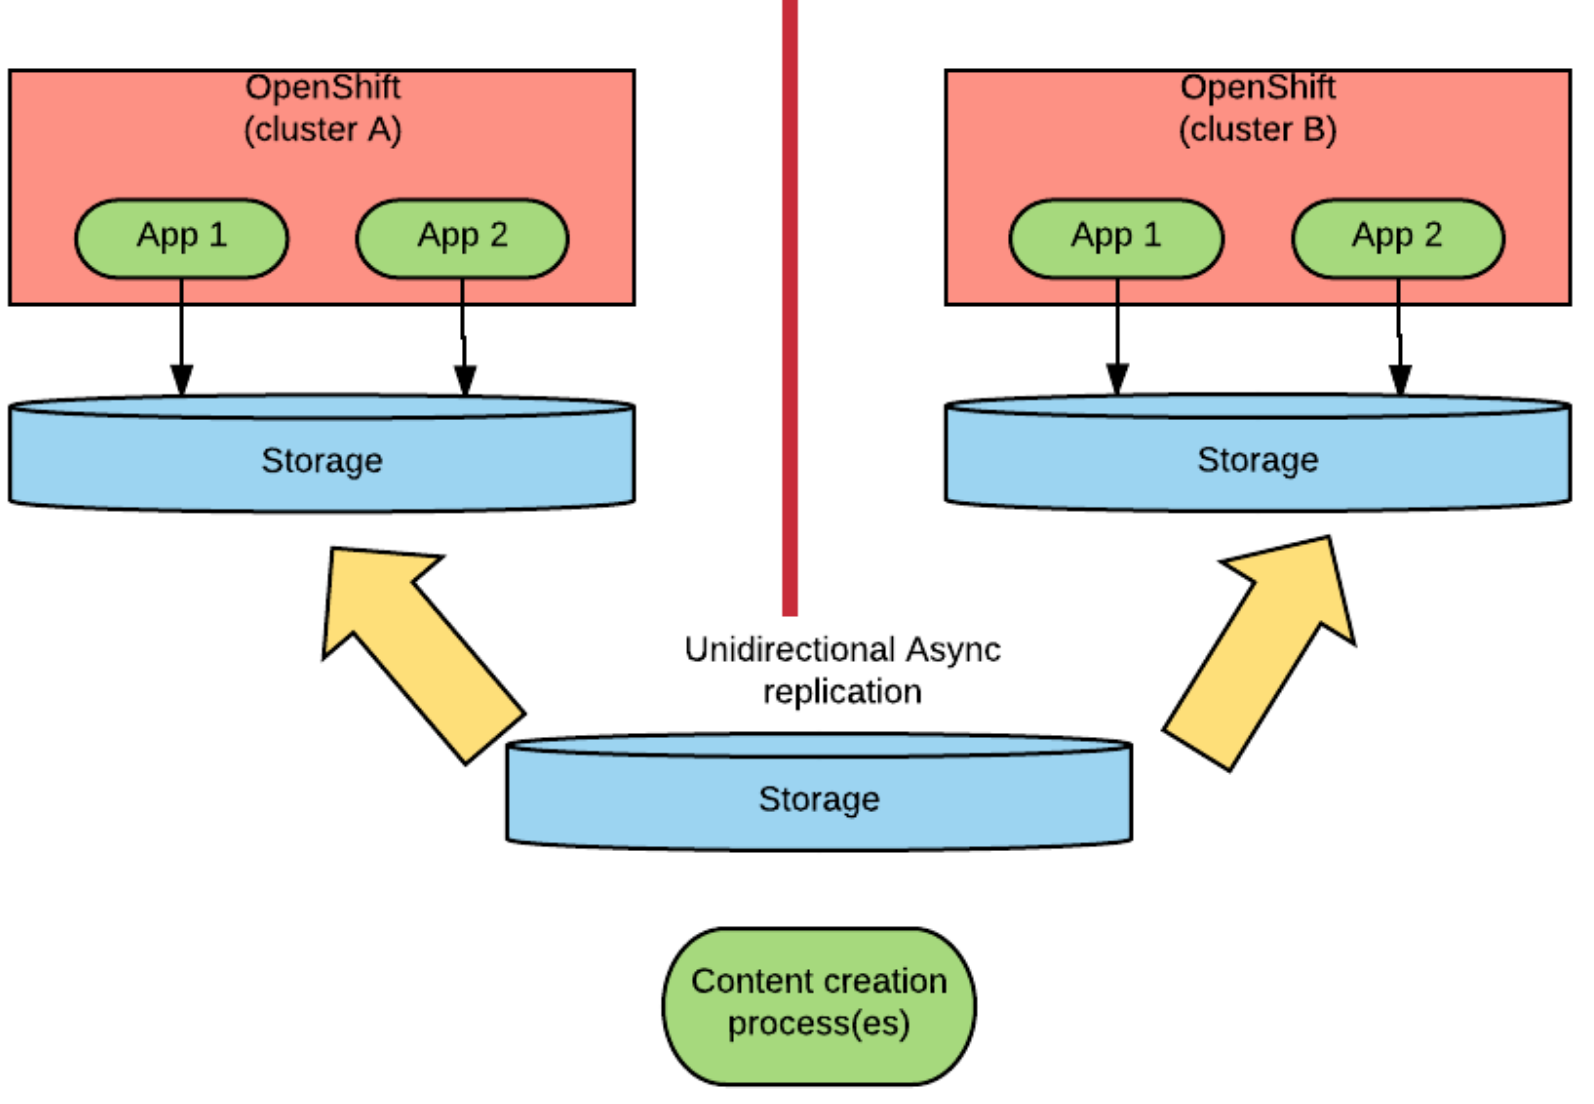 OpenShift
(cluster A)
App 1
App 2
Storage
OpenShift
(cluster B)
App 1
App 2
Storage
Unidirectional Async
replication
Storage
Content creation
process(es)